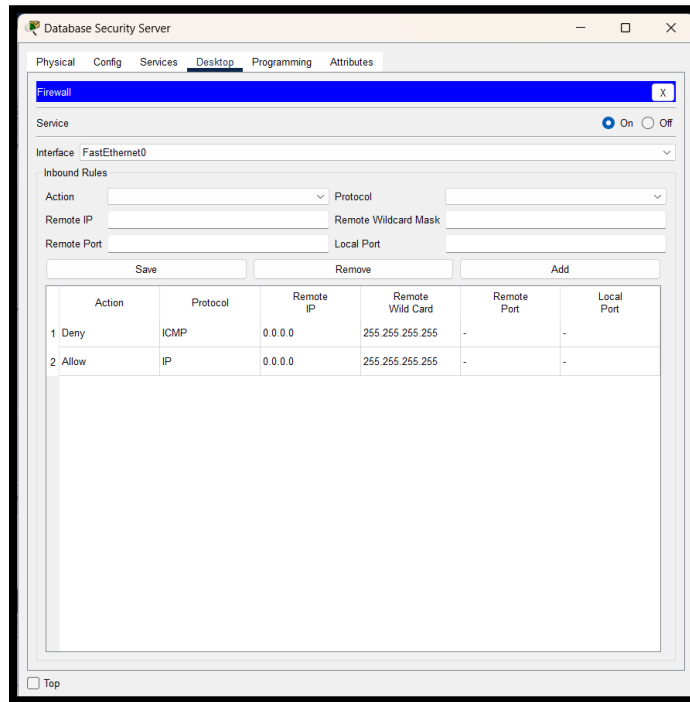 Database Security Server
Physical Config Services Desktop Programming Attributes
Firewall X
Service On Off
Interface FastEthernet0
Inbound Rules
Action Protocol
Remote IP Remote Wildcard Mask
Remote Port Local Port
Save Remove Add
Action Protocol Remote IP Remote Wild Card Remote Port Local Port
1 Deny ICMP 0.0.0.0 255.255.255.255 - -
2 Allow IP 0.0.0.0 255.255.255.255 - -
Top